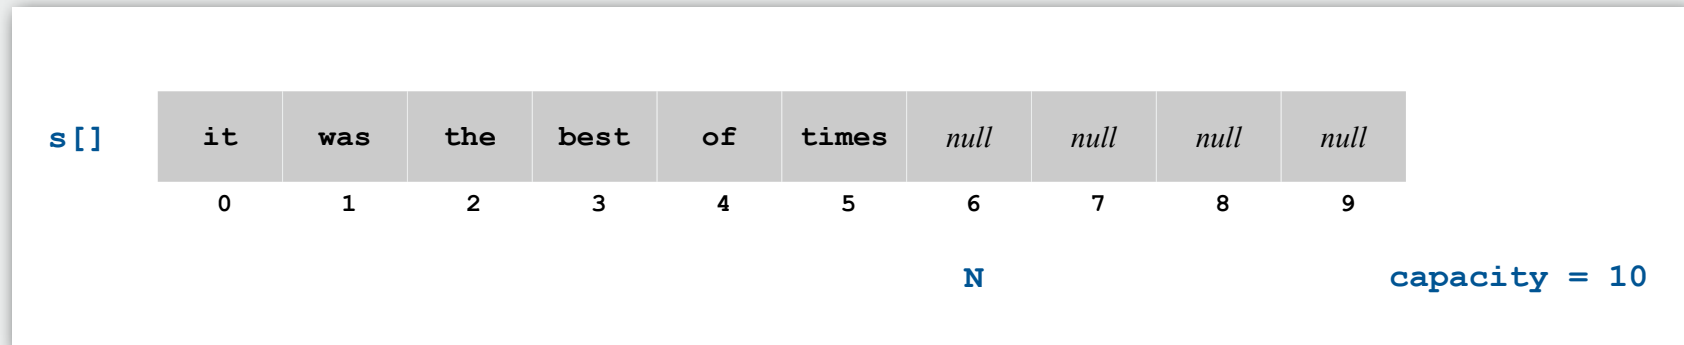 s[] it was the best of times null null null null
0 1 2 3 4 5 6 7 8 9
N capacity = 10